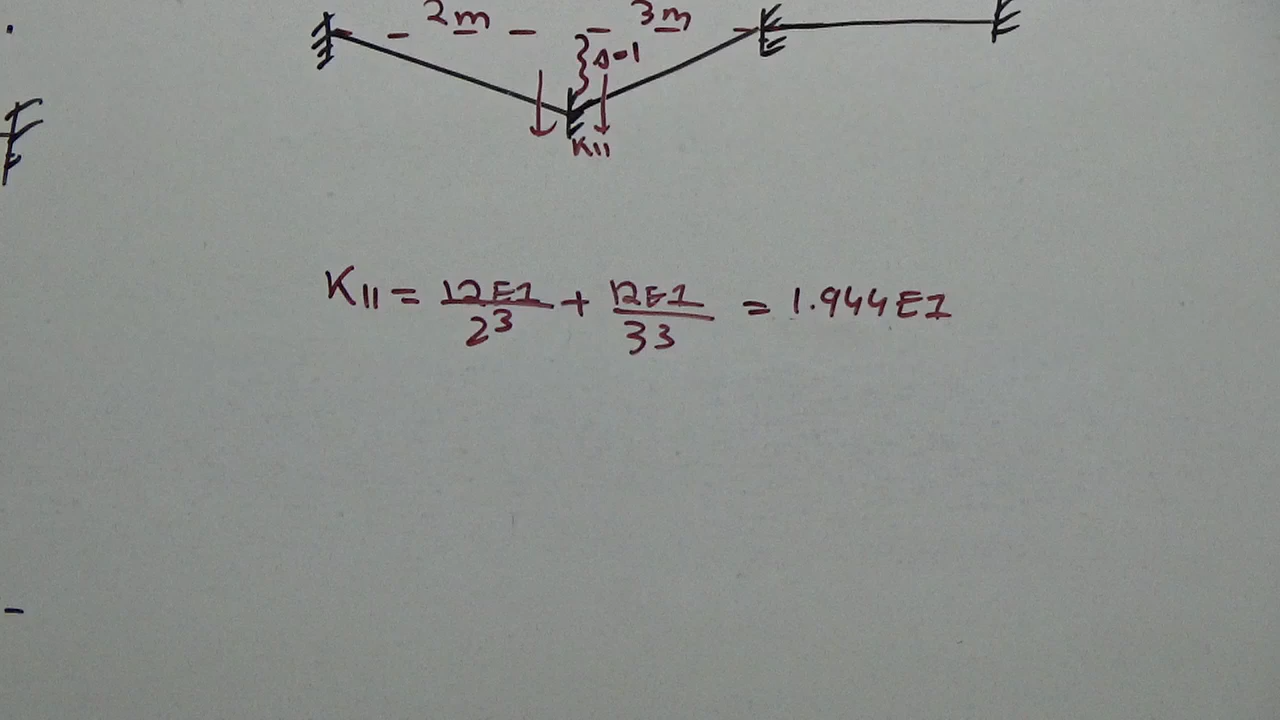 2m 3m
Δ=1
K11
K11 = 12EI/2³ + 12EI/3³ = 1.944EI